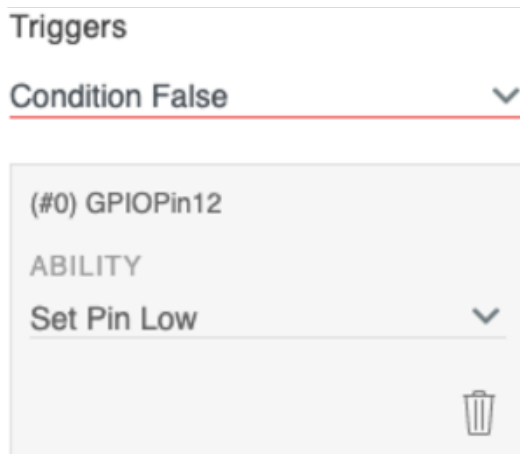 Triggers
Condition False
(#0) GPIOPin12
ABILITY
Set Pin Low